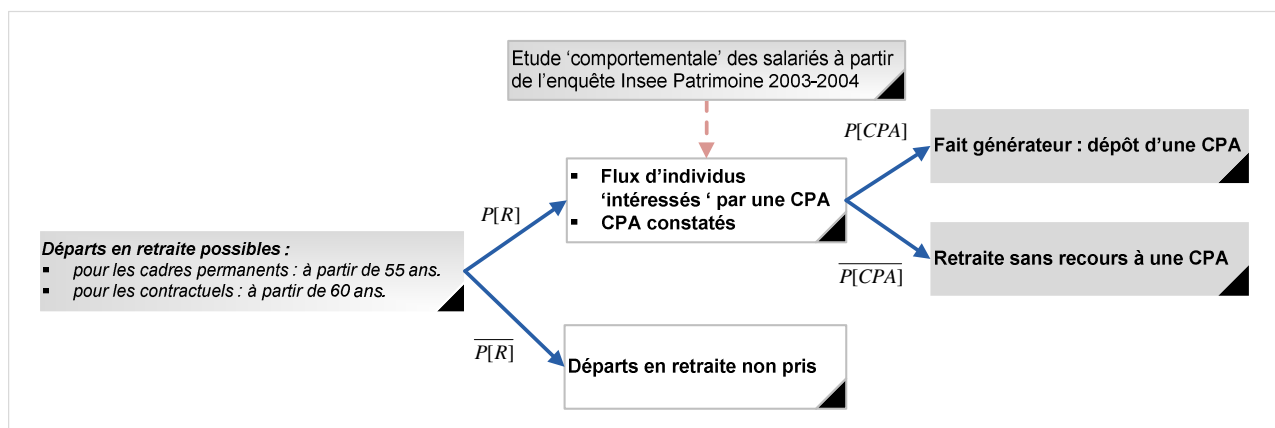 Etude ‘comportementale’ des salariés à partir
de l’enquête Insee Patrimoine 2003-2004
P[CPA]
Fait générateur : dépôt d’une CPA
▪ Flux d’individus
‘intéressés ‘ par une CPA
▪ CPA constatés
P[R]
Départs en retraite possibles :
▪ pour les cadres permanents : à partir de 55 ans.
▪ pour les contractuels : à partir de 60 ans.
P[CPA]
Retraite sans recours à une CPA
P[R]
Départs en retraite non pris